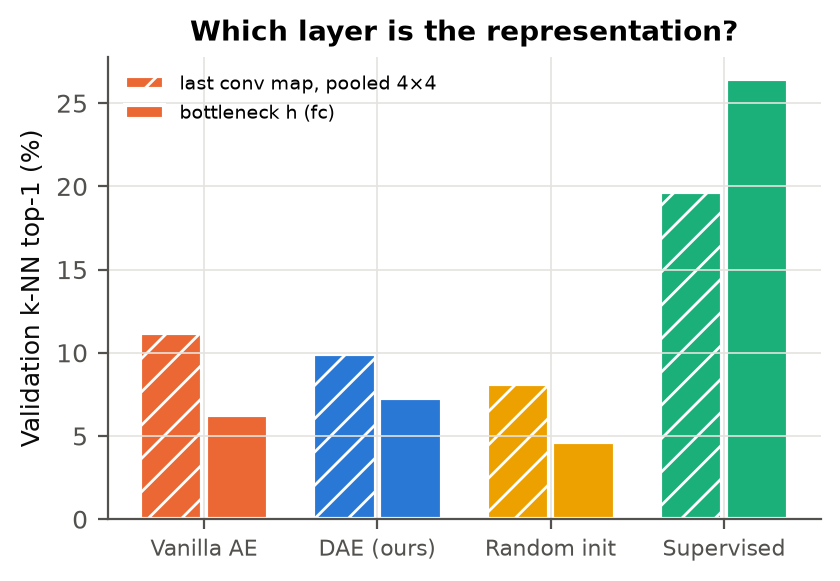 Which layer is the representation?
last conv map, pooled 4×4
bottleneck h (fc)
Validation k-NN top-1 (%)
25
20
15
10
5
0
Vanilla AE
DAE (ours)
Random init
Supervised